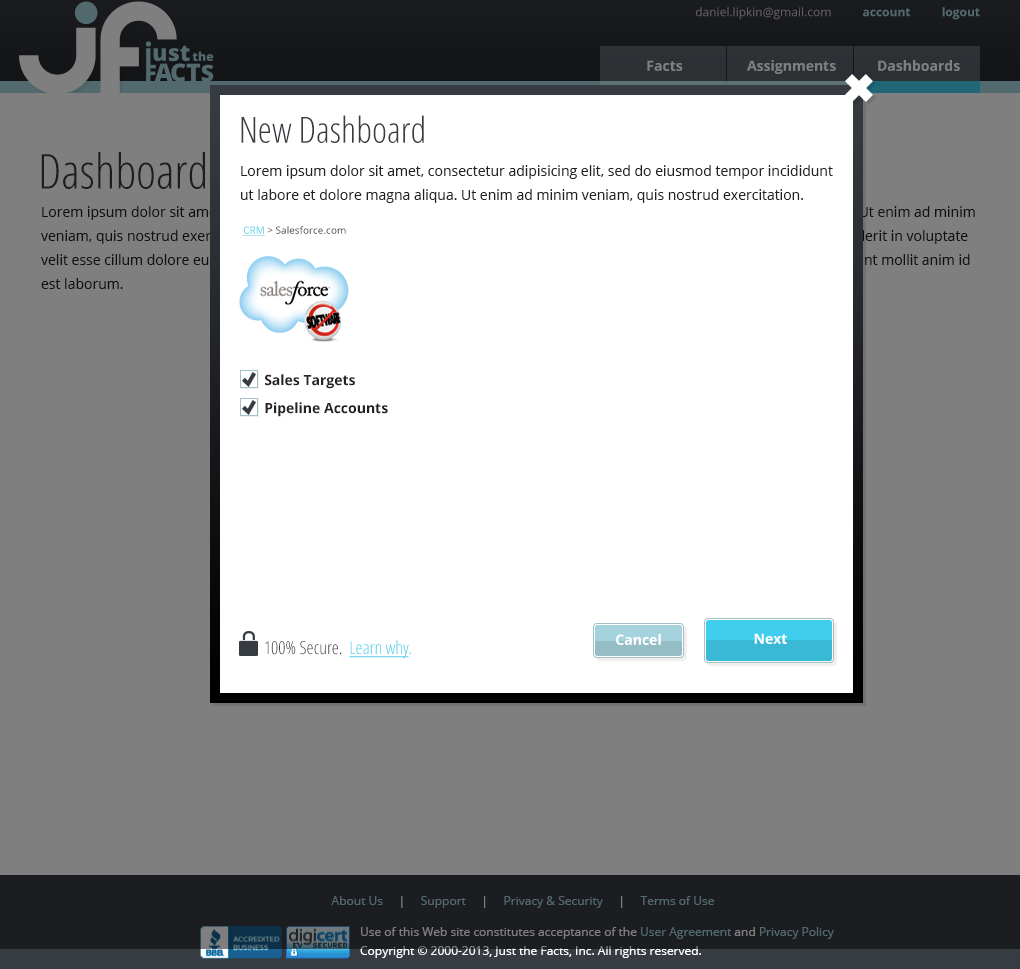 daniel.lipkin@gmail.com account logout
jf just the FACTS
Facts Assignments Dashboards
New Dashboard
Lorem ipsum dolor sit amet, consectetur adipisicing elit, sed do eiusmod tempor incididunt
ut labore et dolore magna aliqua. Ut enim ad minim veniam, quis nostrud exercitation.
CRM > Salesforce.com
salesforce
SOFTWARE
Sales Targets
Pipeline Accounts
100% Secure. Learn why.
Cancel Next
Dashboard
Lorem ipsum dolor sit am Ut enim ad minim
veniam, quis nostrud exer lerit in voluptate
velit esse cillum dolore eu nt mollit anim id
est laborum.
About Us | Support | Privacy & Security | Terms of Use
BBB ACCREDITED BUSINESS
digicert EV SECURED
Use of this Web site constitutes acceptance of the User Agreement and Privacy Policy
Copyright © 2000-2013, Just the Facts, Inc. All rights reserved.